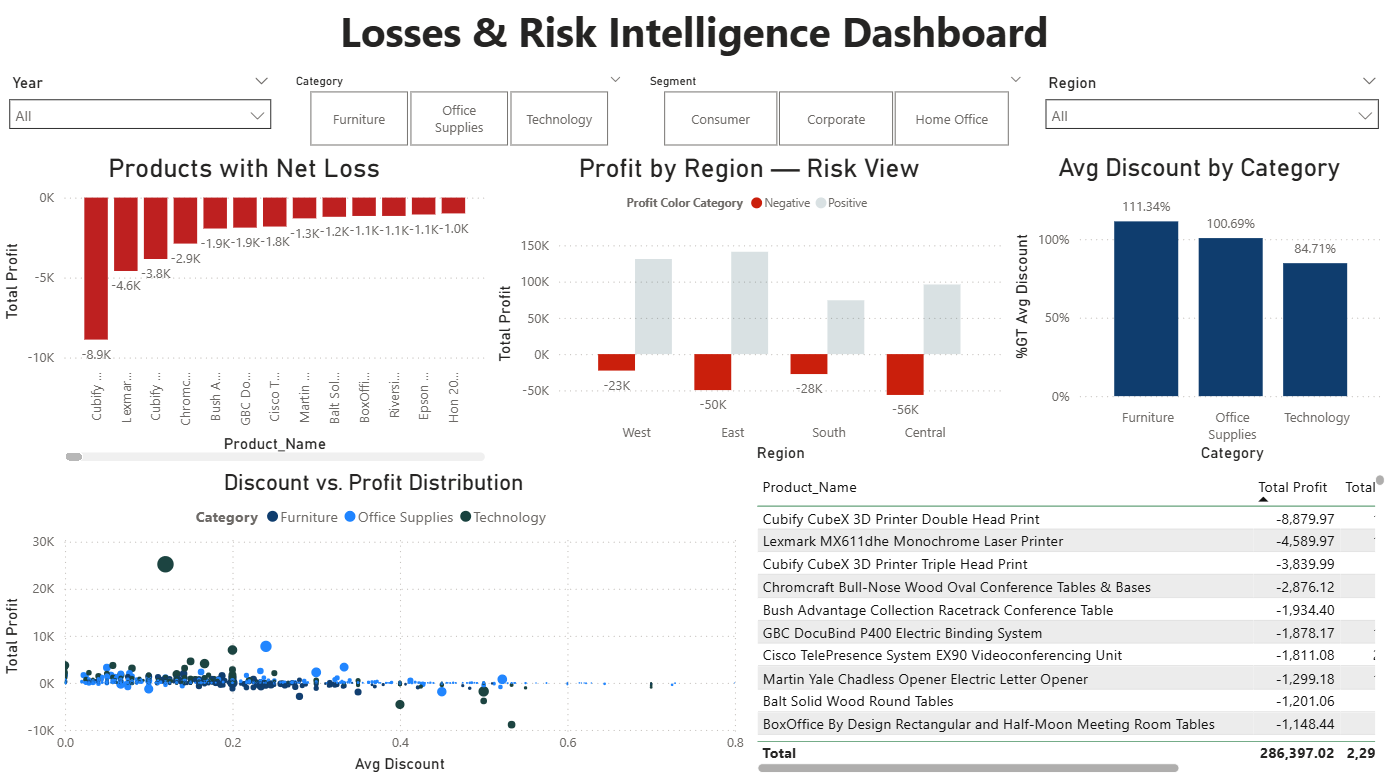 Losses & Risk Intelligence Dashboard
Year
Category
Segment
Region
All
Furniture
Office
Supplies
Technology
Consumer
Corporate
Home Office
All
Products with Net Loss
Total Profit
0K
-5K
-10K
-8.9K
-4.6K
-3.8K
-2.9K
-1.9K
-1.9K
-1.8K
-1.3K
-1.2K
-1.1K
-1.1K
-1.1K
-1.0K
Cubify ...
Lexmar...
Cubify ...
Chromc...
Bush A...
GBC Do...
Cisco T...
Martin ...
Balt Sol...
BoxOffi...
Riversi...
Epson ...
Hon 20...
Product_Name
Profit by Region — Risk View
Profit Color Category Negative Positive
Total Profit
150K
100K
50K
0K
-50K
-23K
-50K
-28K
-56K
West
East
South
Central
Region
Avg Discount by Category
%GT Avg Discount
100%
50%
0%
111.34%
100.69%
84.71%
Furniture
Office
Supplies
Technology
Category
Discount vs. Profit Distribution
Category Furniture Office Supplies Technology
Total Profit
30K
20K
10K
0K
-10K
0.0
0.2
0.4
0.6
0.8
Avg Discount
Product_Name Total Profit Total
Cubify CubeX 3D Printer Double Head Print -8,879.97
Lexmark MX611dhe Monochrome Laser Printer -4,589.97
Cubify CubeX 3D Printer Triple Head Print -3,839.99
Chromcraft Bull-Nose Wood Oval Conference Tables & Bases -2,876.12
Bush Advantage Collection Racetrack Conference Table -1,934.40
GBC DocuBind P400 Electric Binding System -1,878.17
Cisco TelePresence System EX90 Videoconferencing Unit -1,811.08
Martin Yale Chadless Opener Electric Letter Opener -1,299.18
Balt Solid Wood Round Tables -1,201.06
BoxOffice By Design Rectangular and Half-Moon Meeting Room Tables -1,148.44
Total 286,397.02 2,29